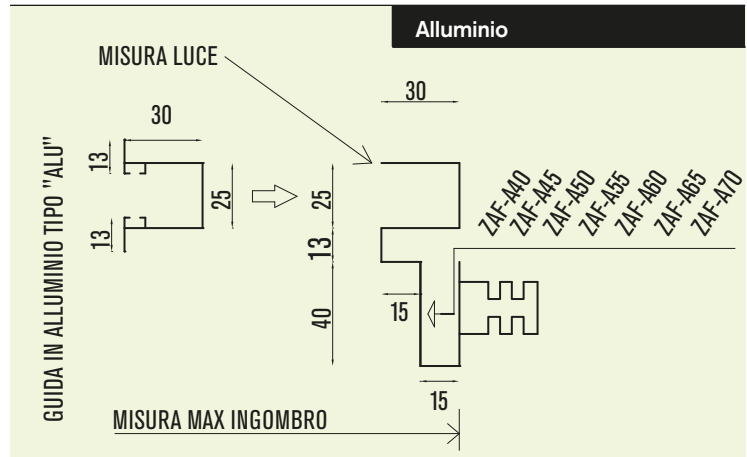 Alluminio
MISURA LUCE
GUIDA IN ALLUMINIO TIPO "ALU"
30
13
25
13
30
25
13
40
15
15
ZAF-A40
ZAF-A45
ZAF-A50
ZAF-A55
ZAF-A60
ZAF-A65
ZAF-A70
MISURA MAX INGOMBRO